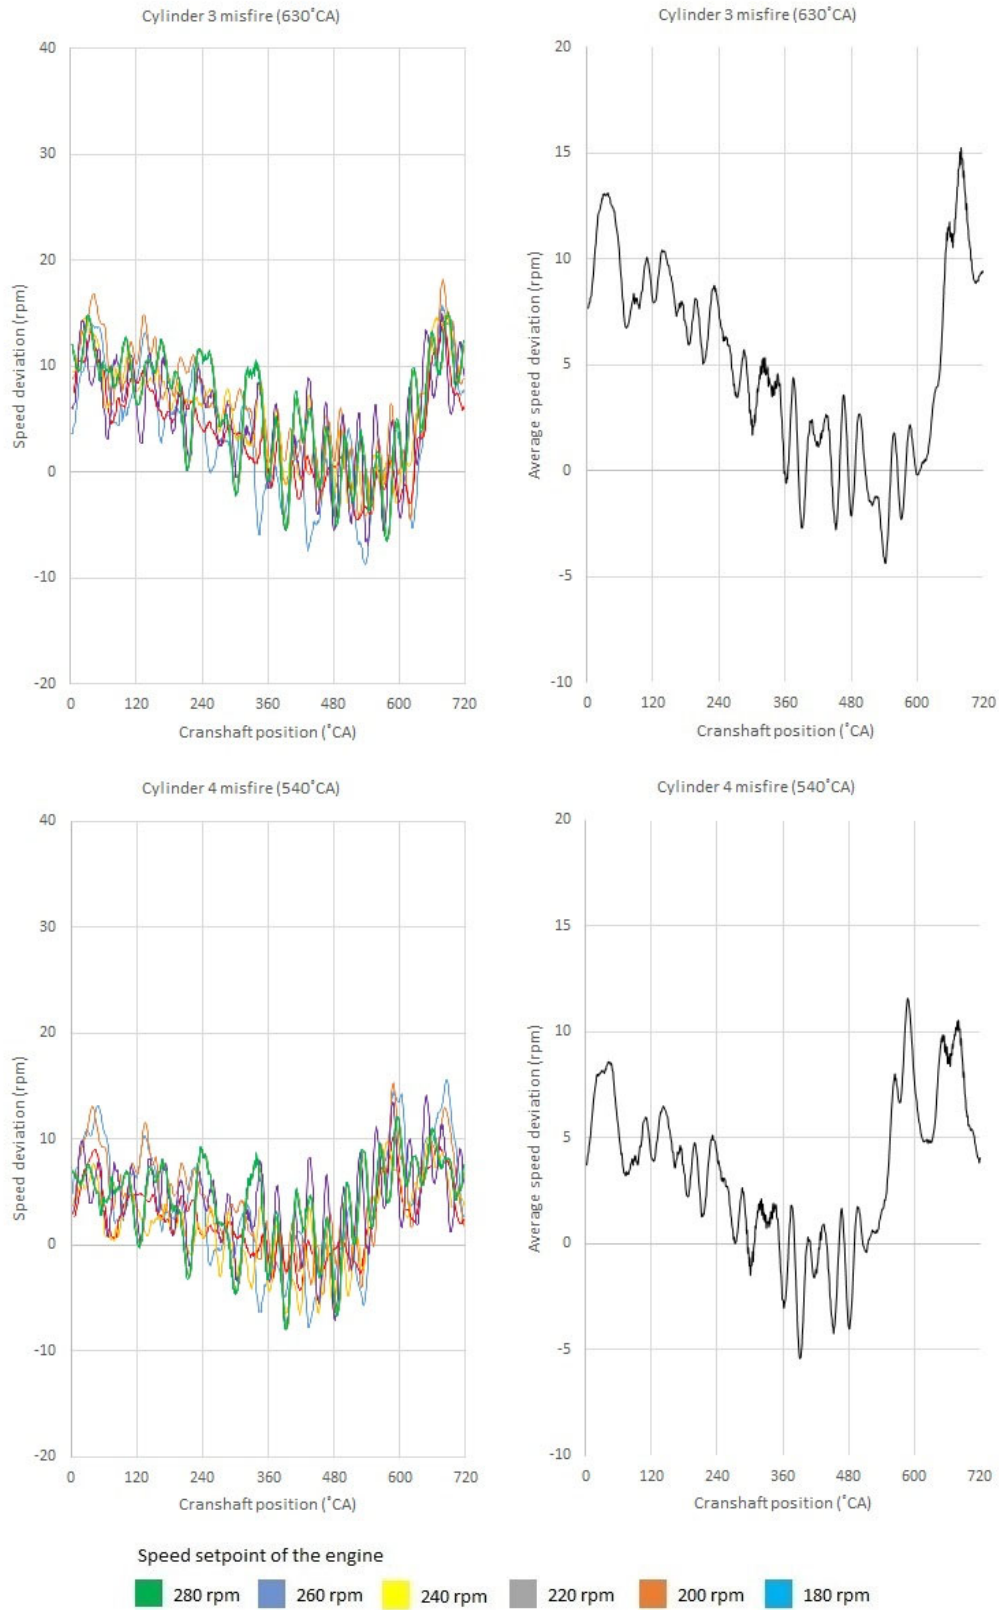 Cylinder 3 misfire (630˚CA)
40
30
20
10
0
-10
-20
Speed deviation (rpm)
0 120 240 360 480 600 720
Cranshaft position (˚CA)
Cylinder 3 misfire (630˚CA)
20
15
10
5
0
-5
-10
Average speed deviation (rpm)
0 120 240 360 480 600 720
Cranshaft position (˚CA)
Cylinder 4 misfire (540˚CA)
40
30
20
10
0
-10
-20
Speed deviation (rpm)
0 120 240 360 480 600 720
Cranshaft position (˚CA)
Cylinder 4 misfire (540˚CA)
20
15
10
5
0
-5
-10
Average speed deviation (rpm)
0 120 240 360 480 600 720
Cranshaft position (˚CA)
Speed setpoint of the engine
280 rpm 260 rpm 240 rpm 220 rpm 200 rpm 180 rpm